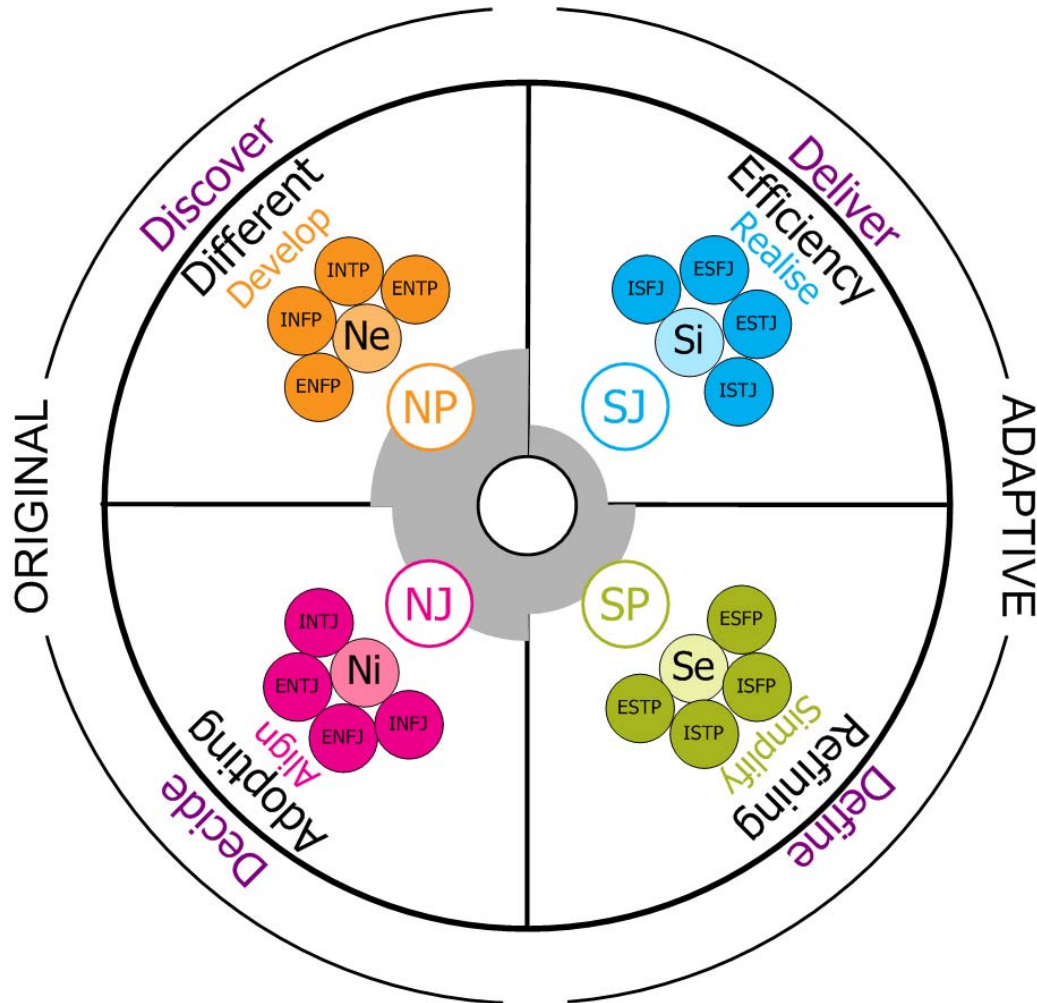 ORIGINAL
ADAPTIVE
Discover
Different
Develop
INTP
ENTP
INFP
ENFP
Ne
NP
Deliver
Efficiency
Realise
ISFJ
ESFJ
ESTJ
ISTJ
Si
SJ
NJ
INTJ
Ni
ENTJ
ENFJ
INFJ
Align
Adopting
Decide
SP
ESFP
Se
ISFP
ESTP
ISTP
Simplify
Refining
Define